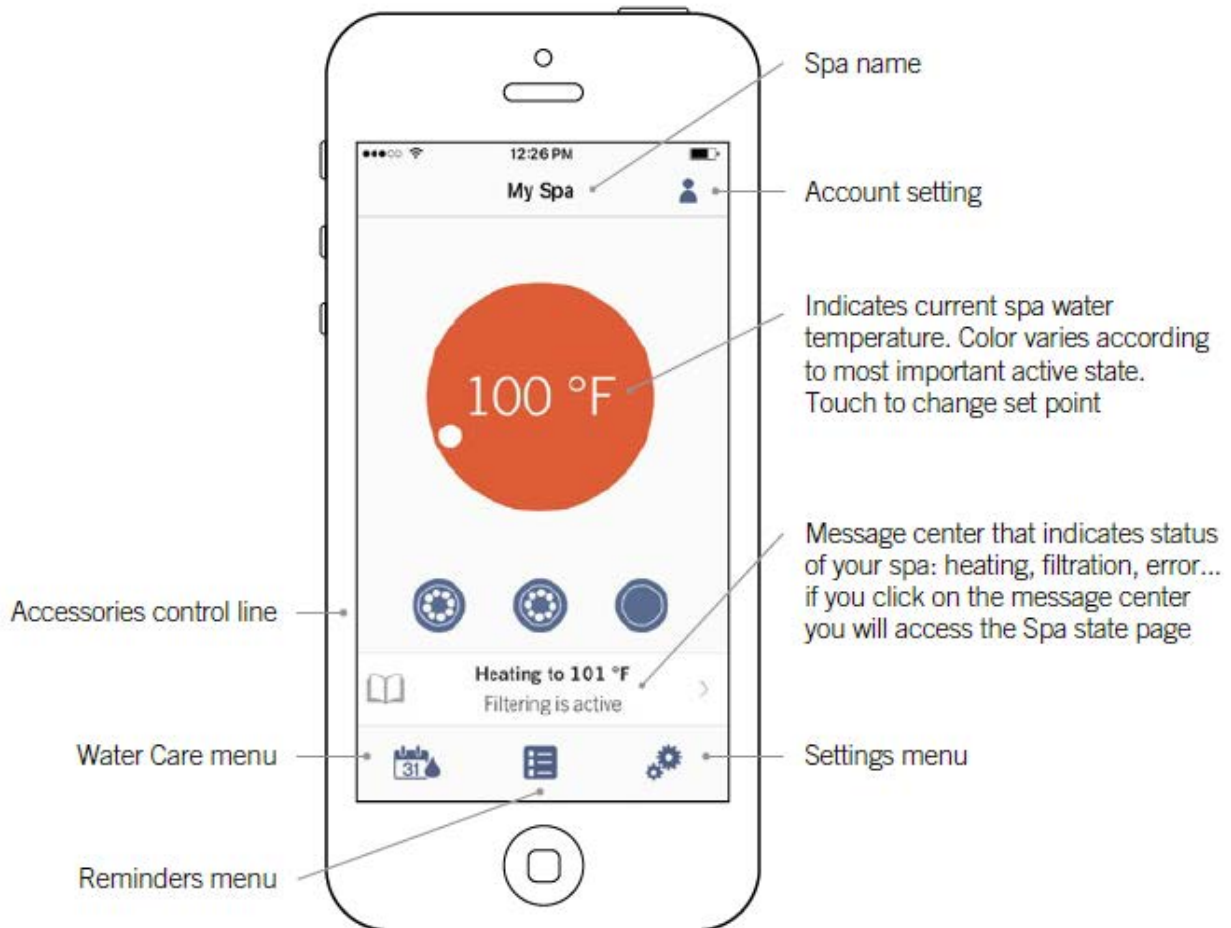 Spa name
12:26 PM
My Spa
Account setting
Indicates current spa water
temperature. Color varies according
to most important active state.
Touch to change set point
100 °F
Message center that indicates status
of your spa: heating, filtration, error...
if you click on the message center
you will access the Spa state page
Accessories control line
Heating to 101 °F
Filtering is active
Water Care menu
31
Settings menu
Reminders menu